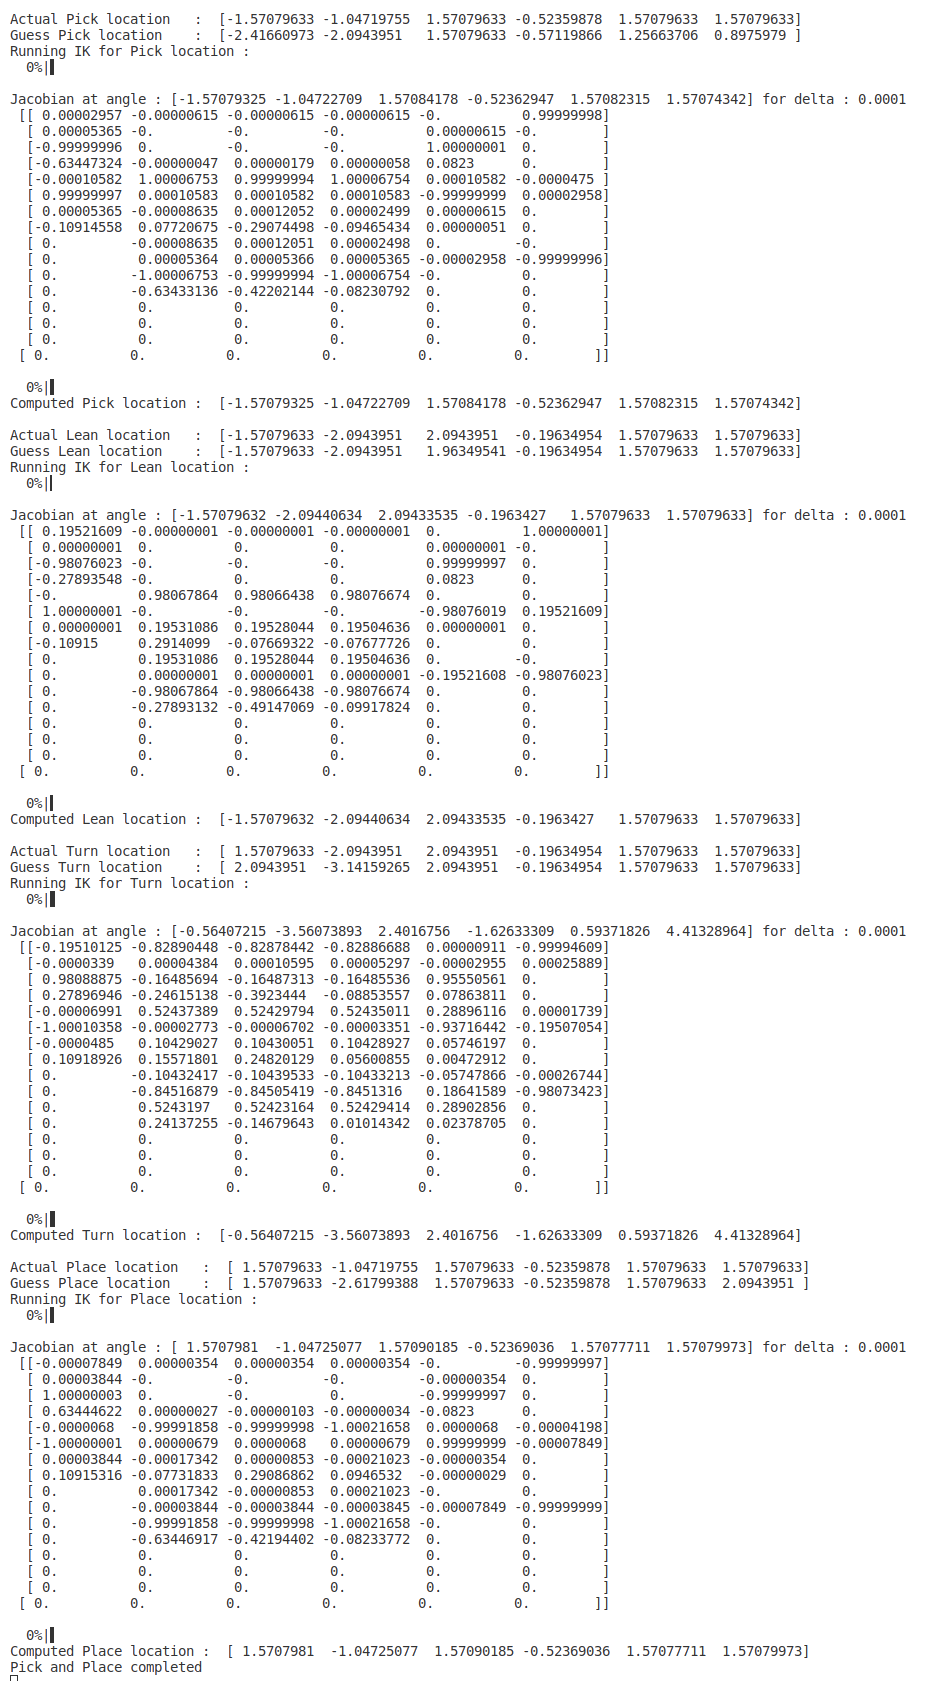 Actual Pick location   :  [-1.57079633 -1.04719755  1.57079633 -0.52359878  1.57079633  1.57079633]
Guess Pick location    :  [-2.41660973 -2.0943951   1.57079633 -0.57119866  1.25663706  0.8975979 ]
Running IK for Pick location :
  0%|
Jacobian at angle : [-1.57079325 -1.04722709  1.57084178 -0.52362947  1.57082315  1.57074342] for delta : 0.0001
 [[ 0.00002957 -0.00000615 -0.00000615 -0.00000615 -0.          0.99999998]
  [ 0.00005365 -0.         -0.         -0.          0.00000615 -0.        ]
  [-0.99999996  0.         -0.         -0.          1.00000001  0.        ]
  [-0.63447324 -0.00000047  0.00000179  0.00000058  0.0823      0.        ]
  [-0.00010582  1.00006753  0.99999994  1.00006754  0.00010582 -0.0000475 ]
  [ 0.99999997  0.00010583  0.00010582  0.00010583 -0.99999999  0.00002958]
  [ 0.00005365 -0.00008635  0.00012052  0.00002499  0.00000615  0.        ]
  [-0.10914558  0.07720675 -0.29074498 -0.09465434  0.00000051  0.        ]
  [ 0.         -0.00008635  0.00012051  0.00002498  0.         -0.        ]
  [ 0.          0.00005364  0.00005366  0.00005365 -0.00002958 -0.99999996]
  [ 0.         -1.00006753 -0.99999994 -1.00006754 -0.          0.        ]
  [ 0.         -0.63433136 -0.42202144 -0.08230792  0.          0.        ]
  [ 0.          0.          0.          0.          0.          0.        ]
  [ 0.          0.          0.          0.          0.          0.        ]
  [ 0.          0.          0.          0.          0.          0.        ]
 [ 0.          0.          0.          0.          0.          0.        ]]
  0%|
Computed Pick location :  [-1.57079325 -1.04722709  1.57084178 -0.52362947  1.57082315  1.57074342]
Actual Lean location   :  [-1.57079633 -2.0943951   2.0943951  -0.19634954  1.57079633  1.57079633]
Guess Lean location    :  [-1.57079633 -2.0943951   1.96349541 -0.19634954  1.57079633  1.57079633]
Running IK for Lean location :
  0%|
Jacobian at angle : [-1.57079632 -2.09440634  2.09433535 -0.1963427   1.57079633  1.57079633] for delta : 0.0001
 [[ 0.19521609 -0.00000001 -0.00000001 -0.00000001  0.          1.00000001]
  [ 0.00000001  0.          0.          0.          0.00000001 -0.        ]
  [-0.98076023 -0.         -0.         -0.          0.99999997  0.        ]
  [-0.27893548 -0.          0.          0.          0.0823      0.        ]
  [-0.          0.98067864  0.98066438  0.98076674  0.          0.        ]
  [ 1.00000001 -0.         -0.         -0.         -0.98076019  0.19521609]
  [ 0.00000001  0.19531086  0.19528044  0.19504636  0.00000001  0.        ]
  [-0.10915     0.2914099  -0.07669322 -0.07677726  0.          0.        ]
  [ 0.          0.19531086  0.19528044  0.19504636  0.         -0.        ]
  [ 0.          0.00000001  0.00000001  0.00000001 -0.19521608 -0.98076023]
  [ 0.         -0.98067864 -0.98066438 -0.98076674  0.          0.        ]
  [ 0.         -0.27893132 -0.49147069 -0.09917824  0.          0.        ]
  [ 0.          0.          0.          0.          0.          0.        ]
  [ 0.          0.          0.          0.          0.          0.        ]
  [ 0.          0.          0.          0.          0.          0.        ]
 [ 0.          0.          0.          0.          0.          0.        ]]
  0%|
Computed Lean location :  [-1.57079632 -2.09440634  2.09433535 -0.1963427   1.57079633  1.57079633]
Actual Turn location   :  [ 1.57079633 -2.0943951   2.0943951  -0.19634954  1.57079633  1.57079633]
Guess Turn location    :  [ 2.0943951  -3.14159265  2.0943951  -0.19634954  1.57079633  1.57079633]
Running IK for Turn location :
  0%|
Jacobian at angle : [-0.56407215 -3.56073893  2.4016756  -1.62633309  0.59371826  4.41328964] for delta : 0.0001
 [[-0.19510125 -0.82890448 -0.82878442 -0.82886688  0.00000911 -0.99994609]
  [-0.0000339   0.00004384  0.00010595  0.00005297 -0.00002955  0.00025889]
  [ 0.98088875 -0.16485694 -0.16487313 -0.16485536  0.95550561  0.        ]
  [ 0.27896946 -0.24615138 -0.3923444  -0.08853557  0.07863811  0.        ]
  [-0.00006991  0.52437389  0.52429794  0.52435011  0.28896116  0.00001739]
  [-1.00010358 -0.00002773 -0.00006702 -0.00003351 -0.93716442 -0.19507054]
  [-0.0000485   0.10429027  0.10430051  0.10428927  0.05746197  0.        ]
  [ 0.10918926  0.15571801  0.24820129  0.05600855  0.00472912  0.        ]
  [ 0.         -0.10432417 -0.10439533 -0.10433213 -0.05747866 -0.00026744]
  [ 0.         -0.84516879 -0.84505419 -0.8451316   0.18641589 -0.98073423]
  [ 0.          0.5243197   0.52423164  0.52429414  0.28902856  0.        ]
  [ 0.          0.24137255 -0.14679643  0.01014342  0.02378705  0.        ]
  [ 0.          0.          0.          0.          0.          0.        ]
  [ 0.          0.          0.          0.          0.          0.        ]
  [ 0.          0.          0.          0.          0.          0.        ]
 [ 0.          0.          0.          0.          0.          0.        ]]
  0%|
Computed Turn location :  [-0.56407215 -3.56073893  2.4016756  -1.62633309  0.59371826  4.41328964]
Actual Place location   :  [ 1.57079633 -1.04719755  1.57079633 -0.52359878  1.57079633  1.57079633]
Guess Place location    :  [ 1.57079633 -2.61799388  1.57079633 -0.52359878  1.57079633  2.0943951 ]
Running IK for Place location :
  0%|
Jacobian at angle : [ 1.5707981  -1.04725077  1.57090185 -0.52369036  1.57077711  1.57079973] for delta : 0.0001
 [[-0.00007849  0.00000354  0.00000354  0.00000354 -0.         -0.99999997]
  [ 0.00003844 -0.         -0.         -0.         -0.00000354  0.        ]
  [ 1.00000003  0.         -0.          0.         -0.99999997  0.        ]
  [ 0.63444622  0.00000027 -0.00000103 -0.00000034 -0.0823      0.        ]
  [-0.0000068  -0.99991858 -0.99999998 -1.00021658  0.0000068  -0.00004198]
  [-1.00000001  0.00000679  0.0000068   0.00000679  0.99999999 -0.00007849]
  [ 0.00003844 -0.00017342  0.00000853 -0.00021023 -0.00000354  0.        ]
  [ 0.10915316 -0.07731833  0.29086862  0.0946532  -0.00000029  0.        ]
  [ 0.          0.00017342 -0.00000853  0.00021023 -0.          0.        ]
  [ 0.         -0.00003844 -0.00003844 -0.00003845 -0.00007849 -0.99999999]
  [ 0.         -0.99991858 -0.99999998 -1.00021658 -0.          0.        ]
  [ 0.         -0.63446917 -0.42194402 -0.08233772  0.          0.        ]
  [ 0.          0.          0.          0.          0.          0.        ]
  [ 0.          0.          0.          0.          0.          0.        ]
  [ 0.          0.          0.          0.          0.          0.        ]
 [ 0.          0.          0.          0.          0.          0.        ]]
  0%|
Computed Place location :  [ 1.5707981  -1.04725077  1.57090185 -0.52369036  1.57077711  1.57079973]
Pick and Place completed